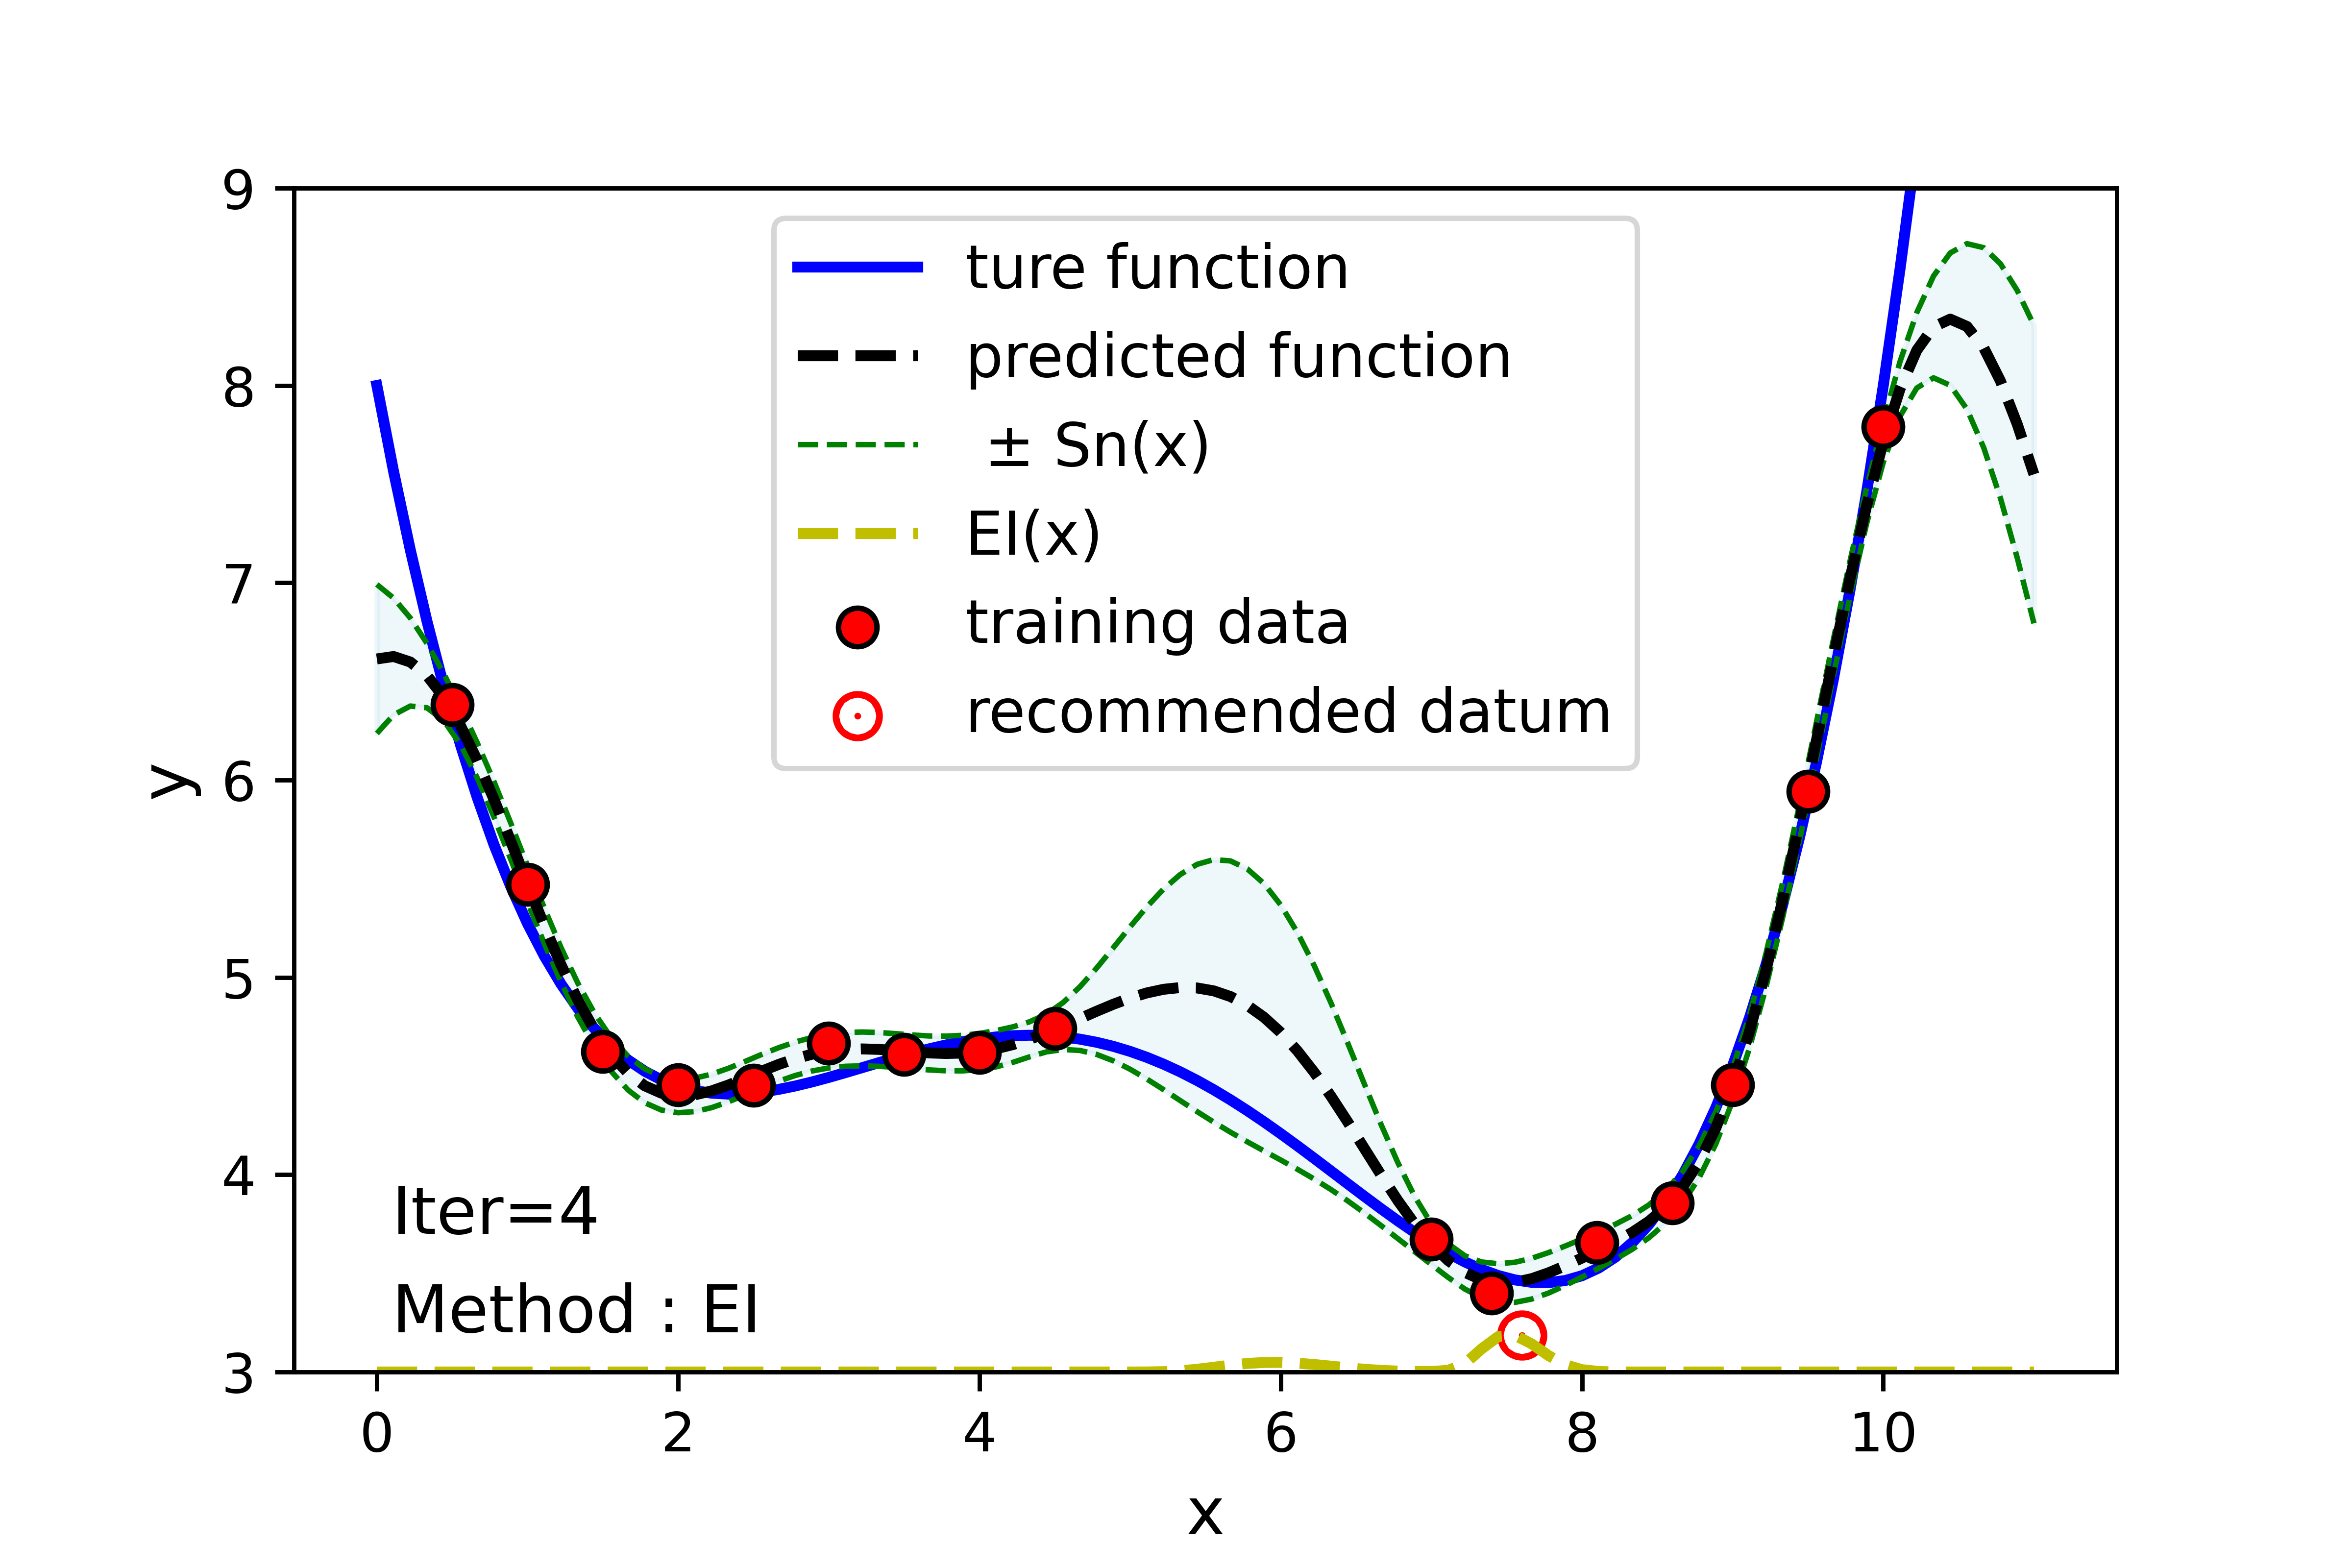 9
8
7
6
5
4
3
y
ture function
predicted function
± Sn(x)
EI(x)
training data
recommended datum
Iter=4
Method : EI
0 2 4 6 8 10
x